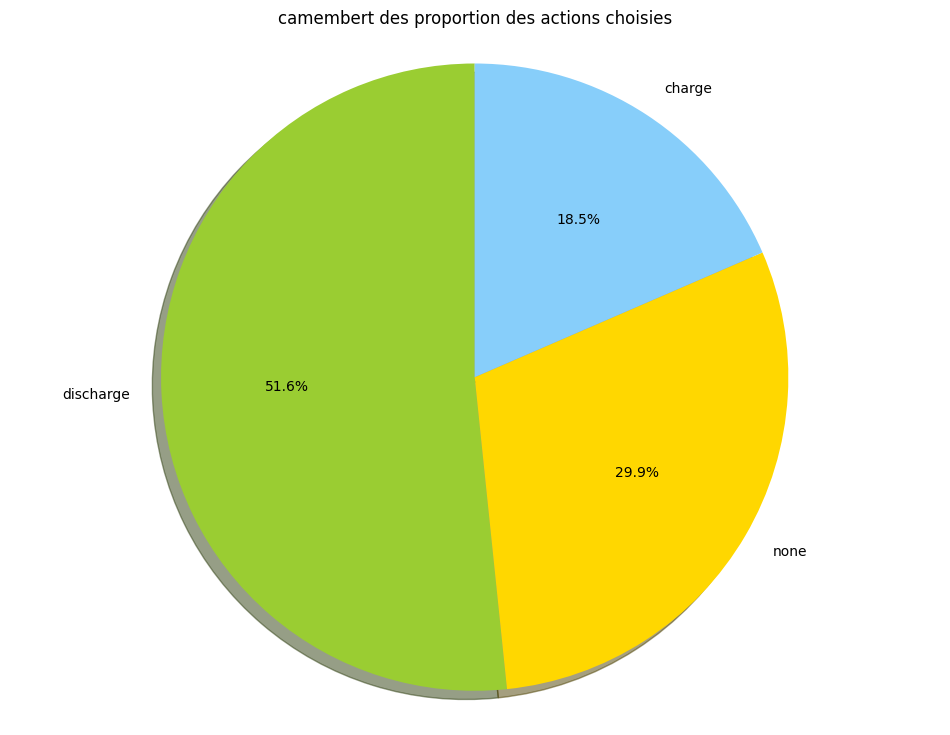 camembert des proportion des actions choisies
charge
18.5%
51.6%
discharge
29.9%
none